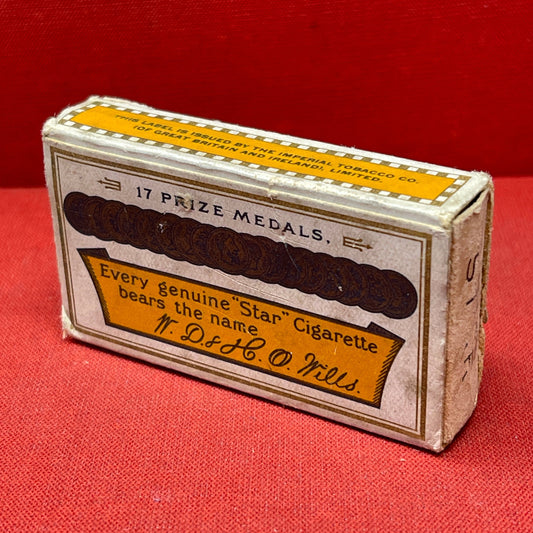 THIS LABEL IS ISSUED BY THE IMPERIAL TOBACCO CO.
(OF GREAT BRITAIN AND IRELAND), LIMITED.
17 PRIZE MEDALS.
Every genuine "Star" Cigarette
bears the name
W. D & H. O. Wills.